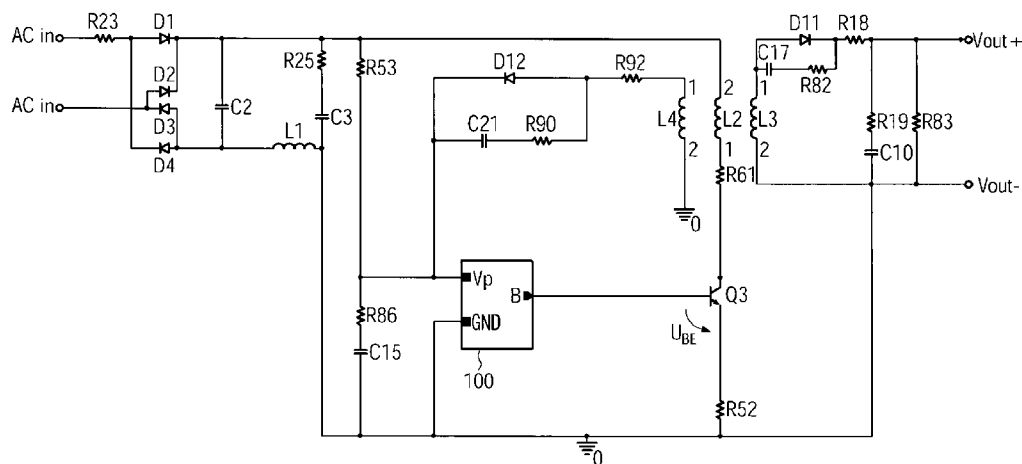 AC in
R23
D1
D2
D3
D4
AC in
C2
L1
R25
C3
R53
D12
R92
C21
R90
1
L4
2
0
2
L2
1
R61
D11
R18
C17
R82
1
L3
2
R19
R83
C10
Vout+
Vout-
Vp
B
GND
100
R86
C15
Q3
UBE
R52
0